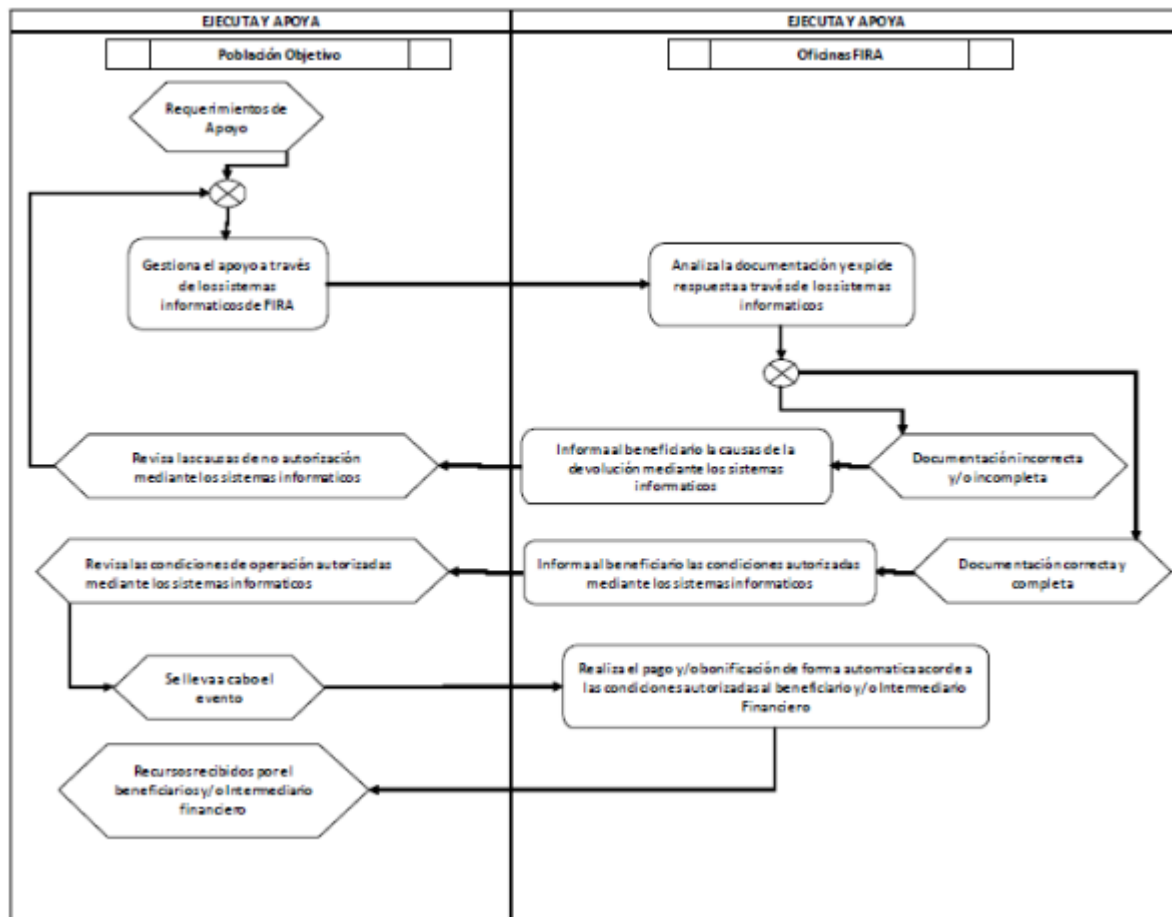 EJECUTA Y APOYA
EJECUTA Y APOYA
Población Objetivo
Oficinas FIRA
Requerimientos de
Apoyo
Gestiona el apoyo a través
de los sistemas
informaticos de FIRA
Analiza la documentación y expide
respuesta a través de los sistemas
informaticos
Revisa las causas de no autorización
mediante los sistemas informaticos
Informa al beneficiario la causas de la
devolución mediante los sistemas
informaticos
Documentación incorrecta
y/o incompleta
Revisa las condiciones de operación autorizadas
mediante los sistemas informaticos
Informa al beneficiario las condiciones autorizadas
mediante los sistemas informaticos
Documentación correcta y
completa
Se lleva a cabo el
evento
Realiza el pago y/o bonificación de forma automatica acorde a
las condiciones autorizadas al beneficiario y/o Intermediario
Financiero
Recursos recibidos por el
beneficiarios y/o Intermediario
financiero